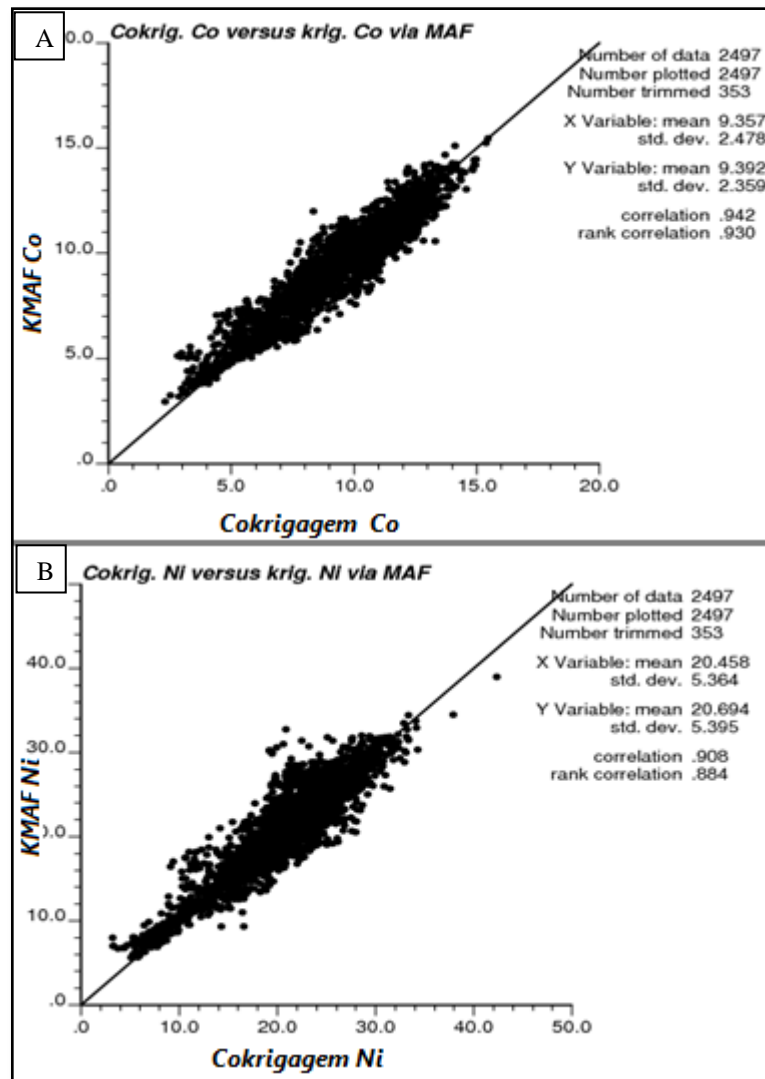 A
Cokrig. Co versus krig. Co via MAF
Number of data 2497
Number plotted 2497
Number trimmed 353
X Variable: mean 9.357
std. dev. 2.478
Y Variable: mean 9.392
std. dev. 2.359
correlation .942
rank correlation .930
0.0
15.0
10.0
5.0
.0
KMAF Co
.0 5.0 10.0 15.0 20.0
Cokrigagem Co
B
Cokrig. Ni versus krig. Ni via MAF
Number of data 2497
Number plotted 2497
Number trimmed 353
X Variable: mean 20.458
std. dev. 5.364
Y Variable: mean 20.694
std. dev. 5.395
correlation .908
rank correlation .884
40.0
30.0
0.0
10.0
.0
KMAF Ni
.0 10.0 20.0 30.0 40.0 50.0
Cokrigagem Ni